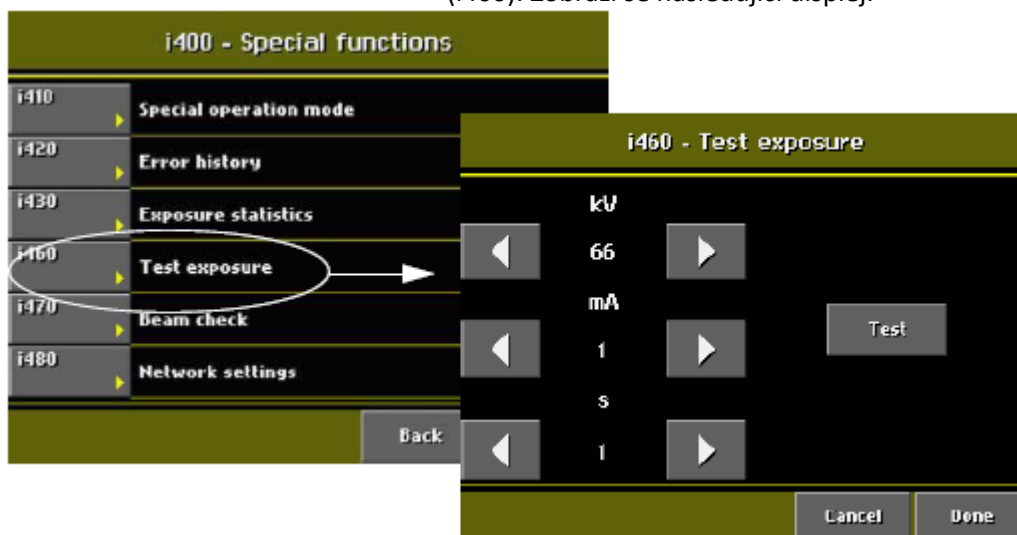 i400 - Special functions
i410
Special operation mode
i420
Error history
i430
Exposure statistics
i460
Test exposure
i470
Beam check
i480
Network settings
Back
i460 - Test exposure
kV
66
mA
1
Test
s
1
Cancel
Done